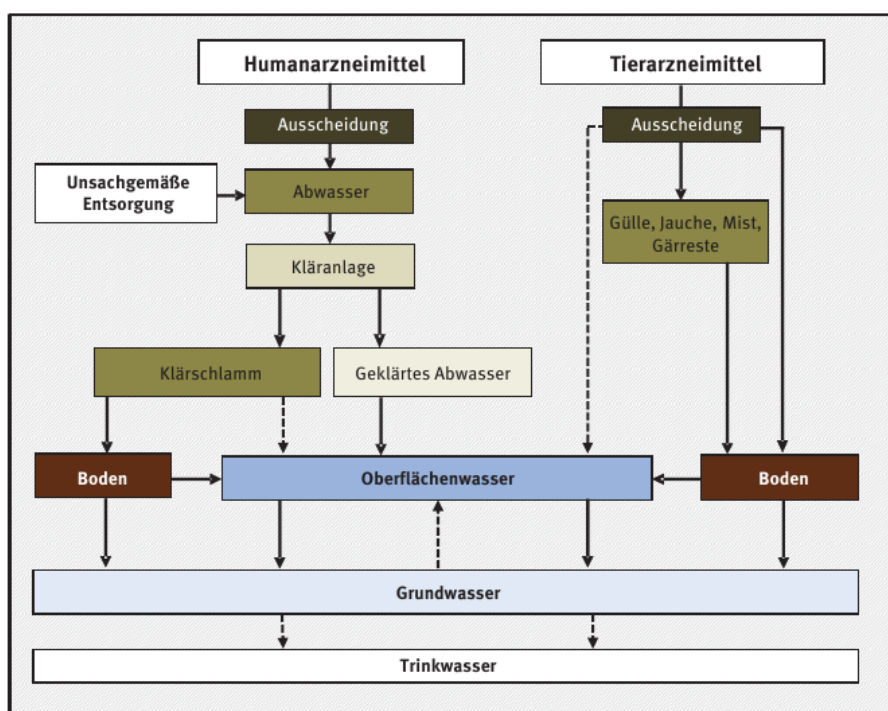 Humanarzneimittel
Tierarzneimittel
Ausscheidung
Ausscheidung
Unsachgemäße
Entsorgung
Abwasser
Gülle, Jauche, Mist,
Gärreste
Kläranlage
Klärschlamm
Geklärtes Abwasser
Boden
Oberflächenwasser
Boden
Grundwasser
Trinkwasser